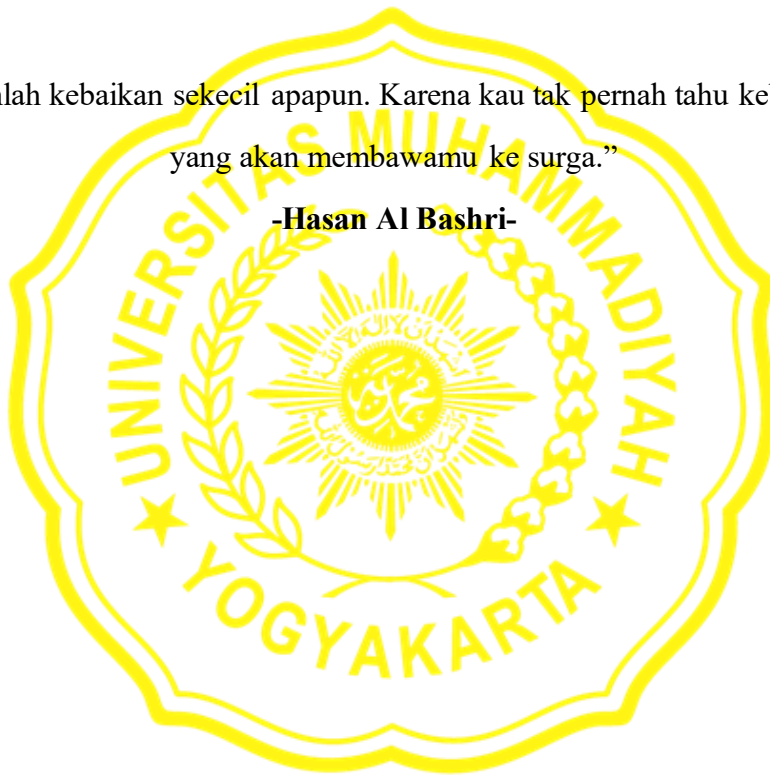 kebaikan sekecil apapun. Karena kau tak pernah tahu
yang akan membawamu ke surga.”
-Hasan Al Bashri-
UNIVERSITAS MUHAMMADIYAH
YOGYAKARTA